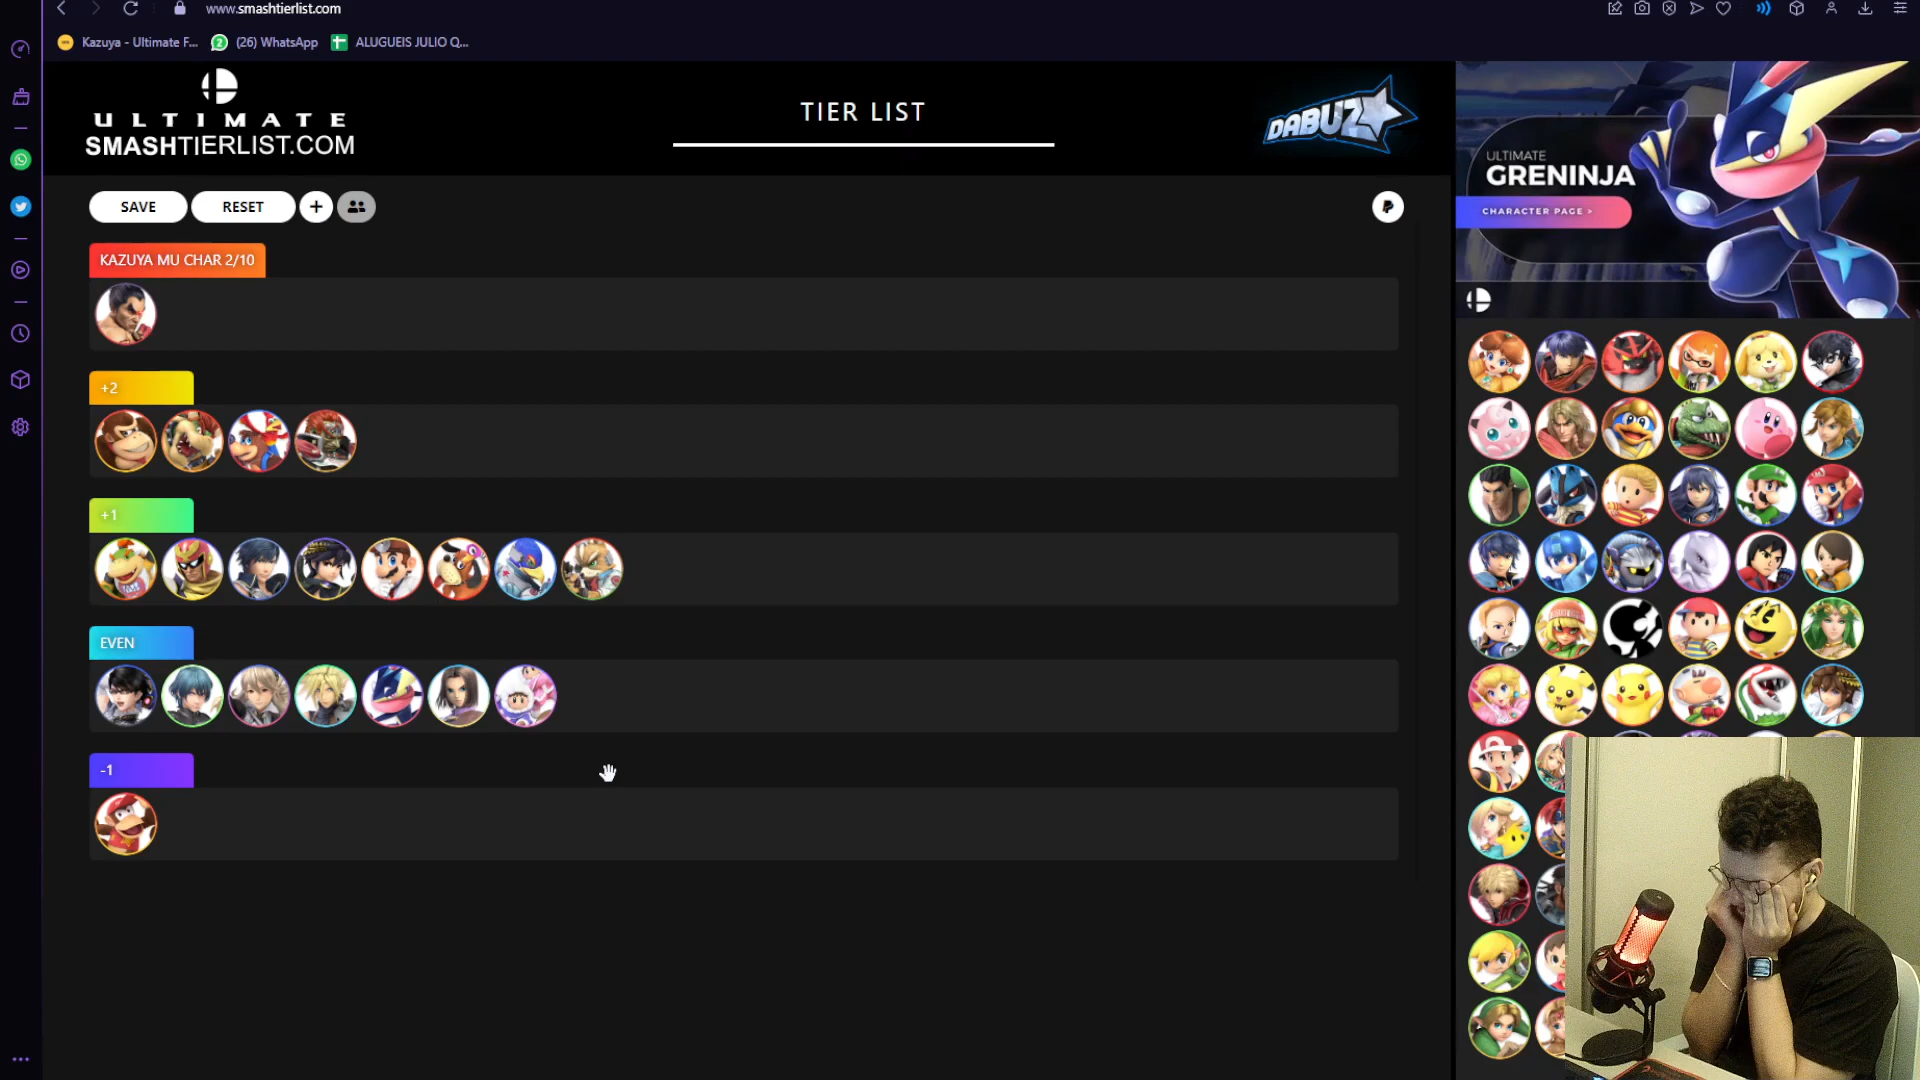 www.smashtierlist.com
Kazuya - Ultimate F...
(26) WhatsApp
ALUGUEIS JULIO Q...
ULTIMATE
SMASHTIERLIST.COM
TIER LIST
DABUZ
ULTIMATE
GRENINJA
CHARACTER PAGE >
SAVE
RESET
+
KAZUYA MU CHAR 2/10
+2
+1
EVEN
-1